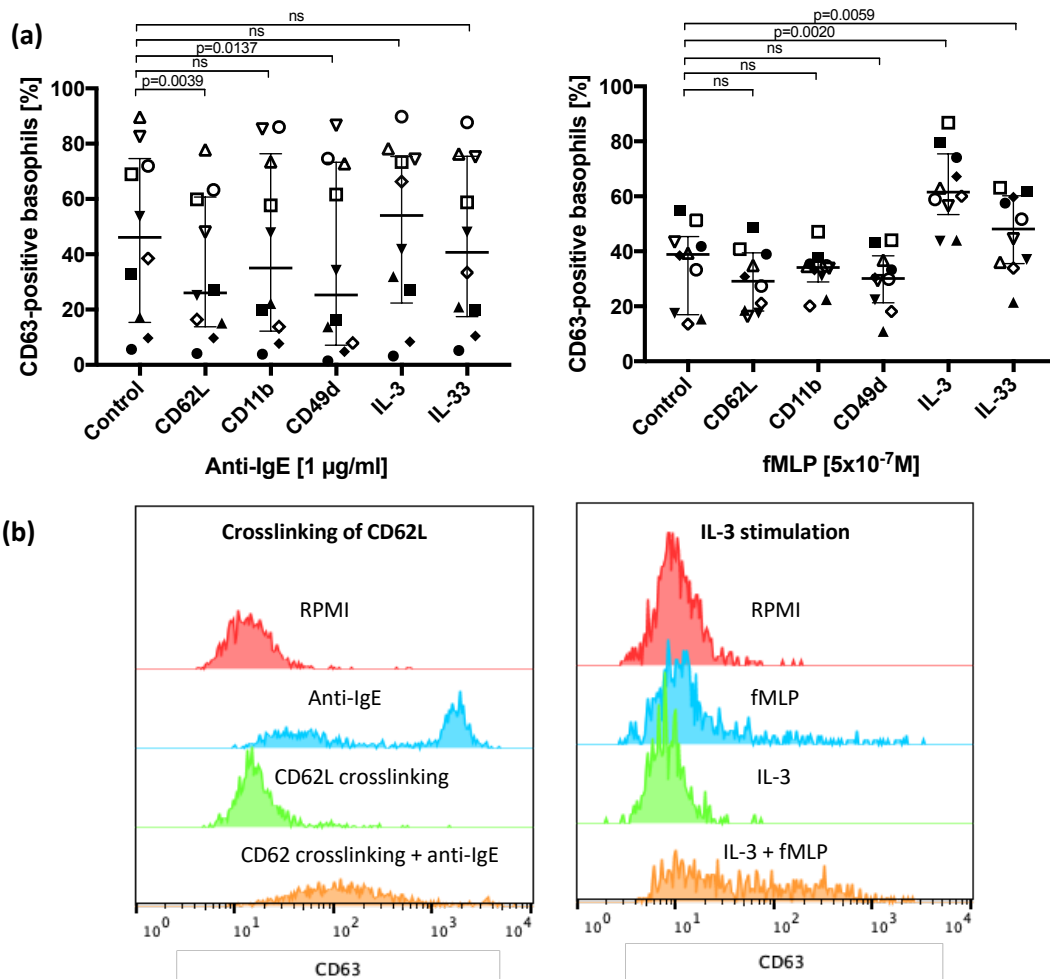 (a)
ns
ns
p=0.0137
ns
p=0.0039
CD63-positive basophils [%]
100
80
60
40
20
0
Control
CD62L
CD11b
CD49d
IL-3
IL-33
Anti-IgE [1 µg/ml]
p=0.0059
p=0.0020
ns
ns
ns
CD63-positive basophils [%]
100
80
60
40
20
0
Control
CD62L
CD11b
CD49d
IL-3
IL-33
fMLP [5x10⁻⁷M]
(b)
Crosslinking of CD62L
RPMI
Anti-IgE
CD62L crosslinking
CD62 crosslinking + anti-IgE
10⁰ 10¹ 10² 10³ 10⁴
CD63
IL-3 stimulation
RPMI
fMLP
IL-3
IL-3 + fMLP
10⁰ 10¹ 10² 10³ 10⁴
CD63